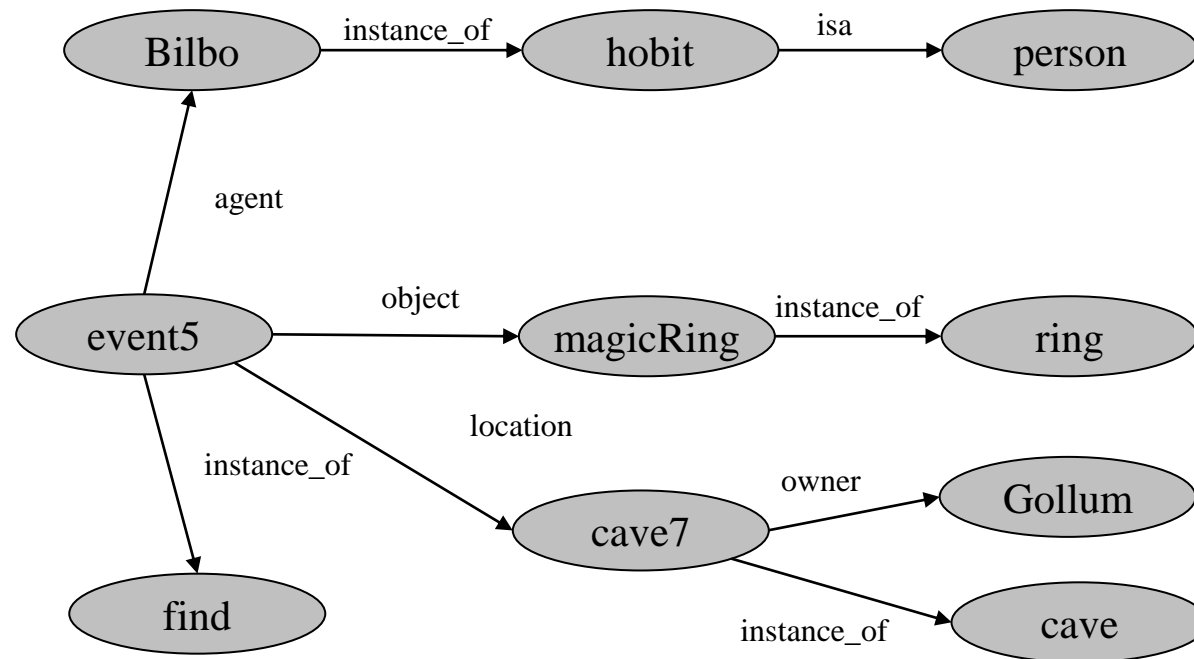 Bilbo
instance_of
hobit
isa
person
agent
event5
object
magicRing
instance_of
ring
location
instance_of
find
cave7
owner
Gollum
instance_of
cave